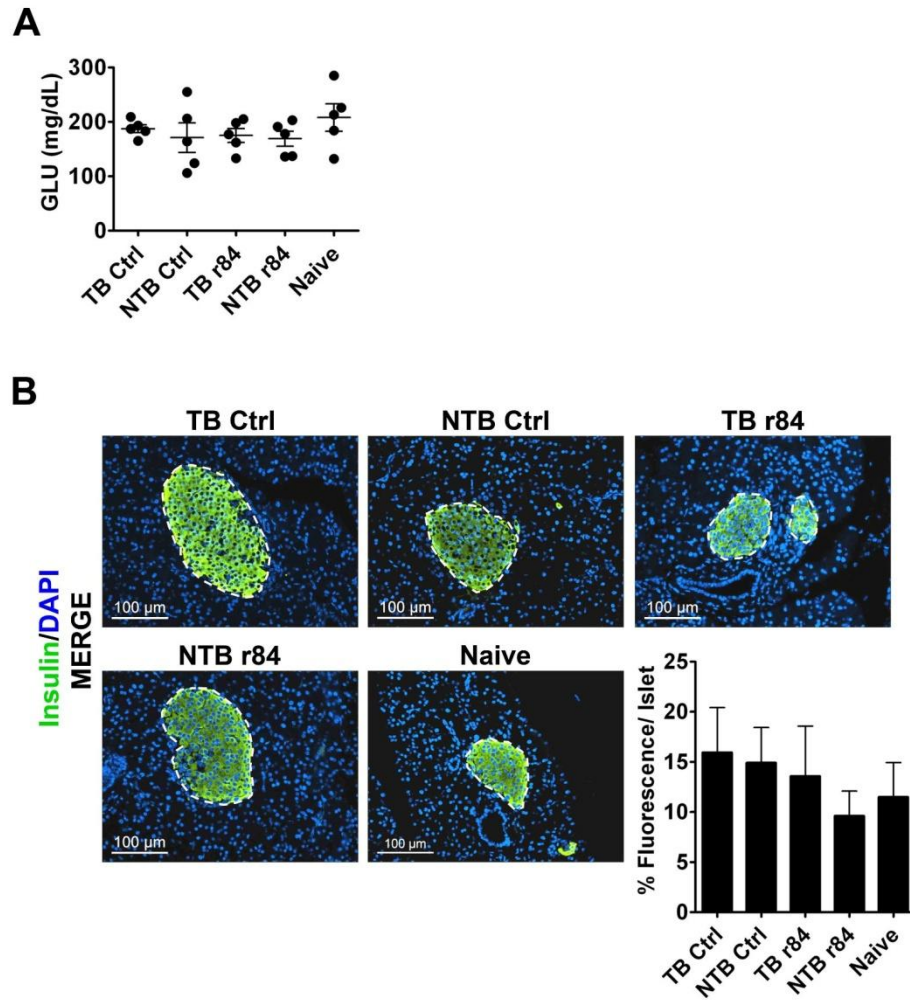 A
GLU (mg/dL)
300
200
100
0
TB Ctrl
NTB Ctrl
TB r84
NTB r84
Naive
B
Insulin/DAPI
MERGE
TB Ctrl
NTB Ctrl
TB r84
100 µm
100 µm
100 µm
NTB r84
Naive
100 µm
100 µm
% Fluorescence/ Islet
25
20
15
10
5
0
TB Ctrl
NTB Ctrl
TB r84
NTB r84
Naive